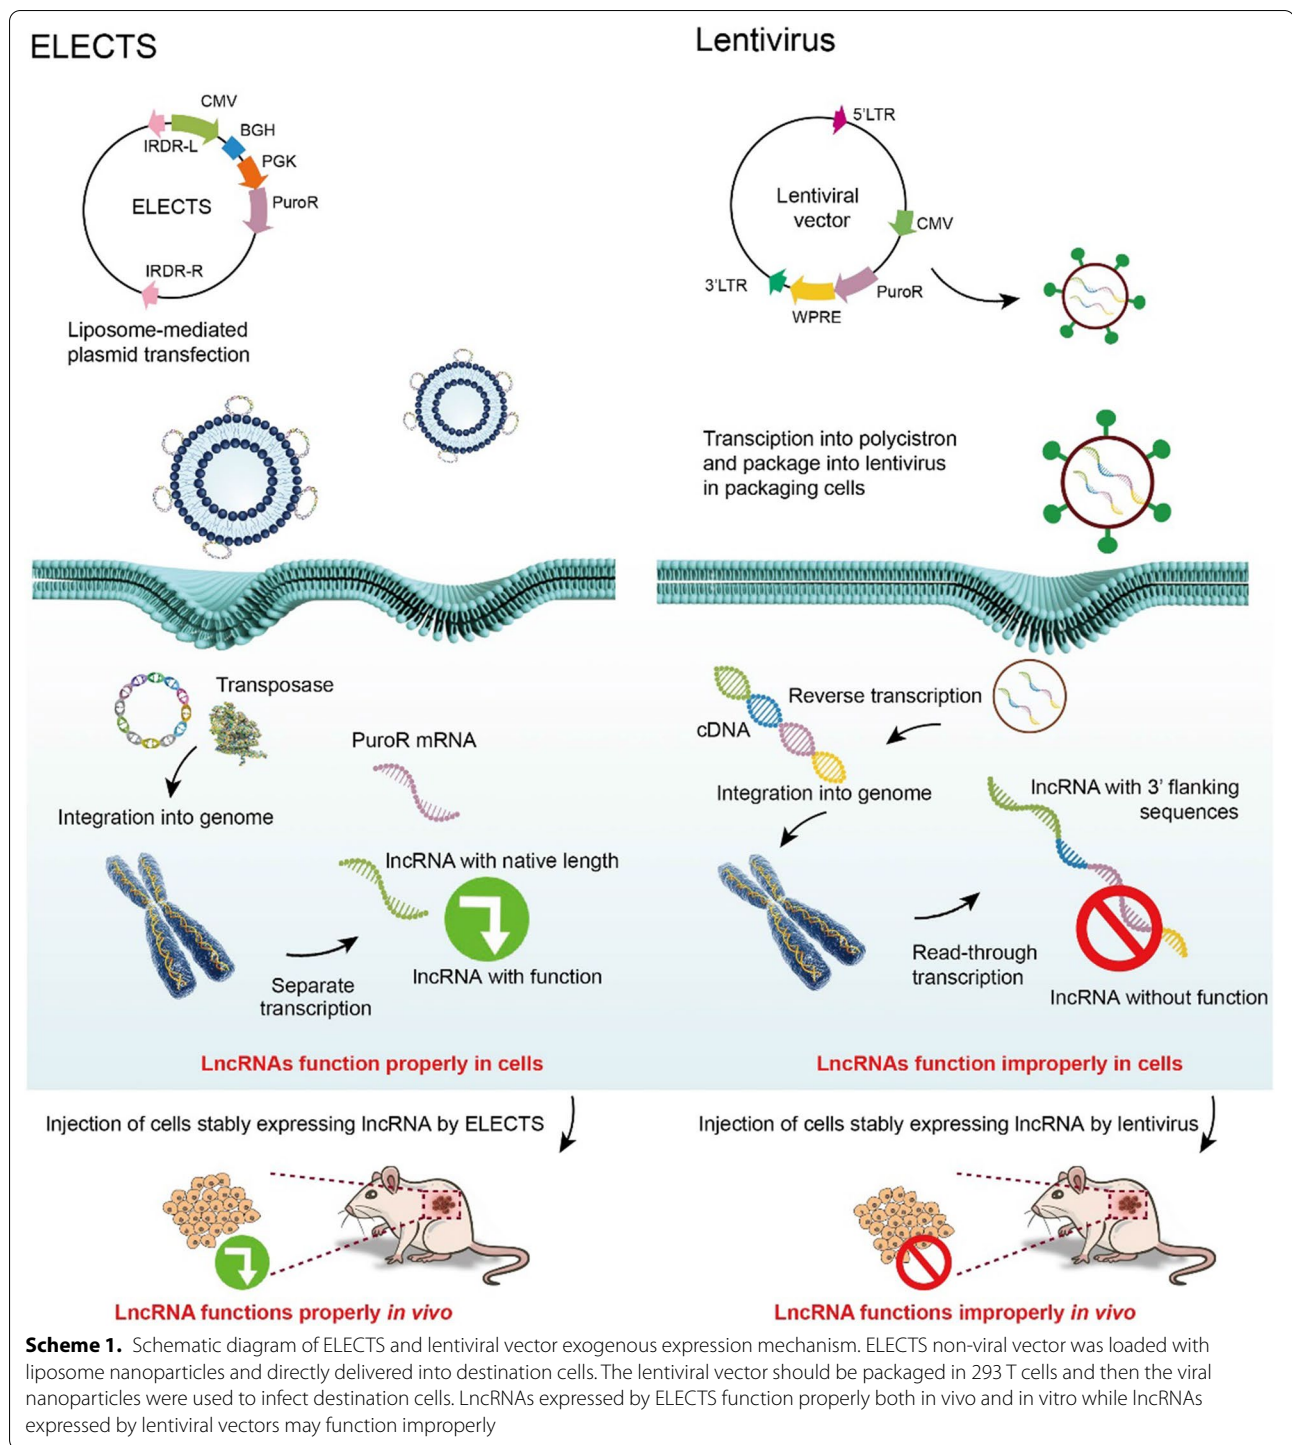 ELECTS
CMV
BGH
IRDR-L
PGK
PuroR
ELECTS
IRDR-R
Liposome-mediated
plasmid transfection
Transposase
PuroR mRNA
Integration into genome
lncRNA with native length
lncRNA with function
Separate
transcription
LncRNAs function properly in cells
Injection of cells stably expressing lncRNA by ELECTS
LncRNA functions properly in vivo
Lentivirus
5'LTR
Lentiviral
vector
CMV
3'LTR
PuroR
WPRE
Transciption into polycistron
and package into lentivirus
in packaging cells
Reverse transcription
cDNA
Integration into genome
lncRNA with 3' flanking
sequences
Read-through
transcription
lncRNA without function
LncRNAs function improperly in cells
Injection of cells stably expressing lncRNA by lentivirus
LncRNA functions improperly in vivo
Scheme 1. Schematic diagram of ELECTS and lentiviral vector exogenous expression mechanism. ELECTS non-viral vector was loaded with
liposome nanoparticles and directly delivered into destination cells. The lentiviral vector should be packaged in 293 T cells and then the viral
nanoparticles were used to infect destination cells. LncRNAs expressed by ELECTS function properly both in vivo and in vitro while lncRNAs
expressed by lentiviral vectors may function improperly